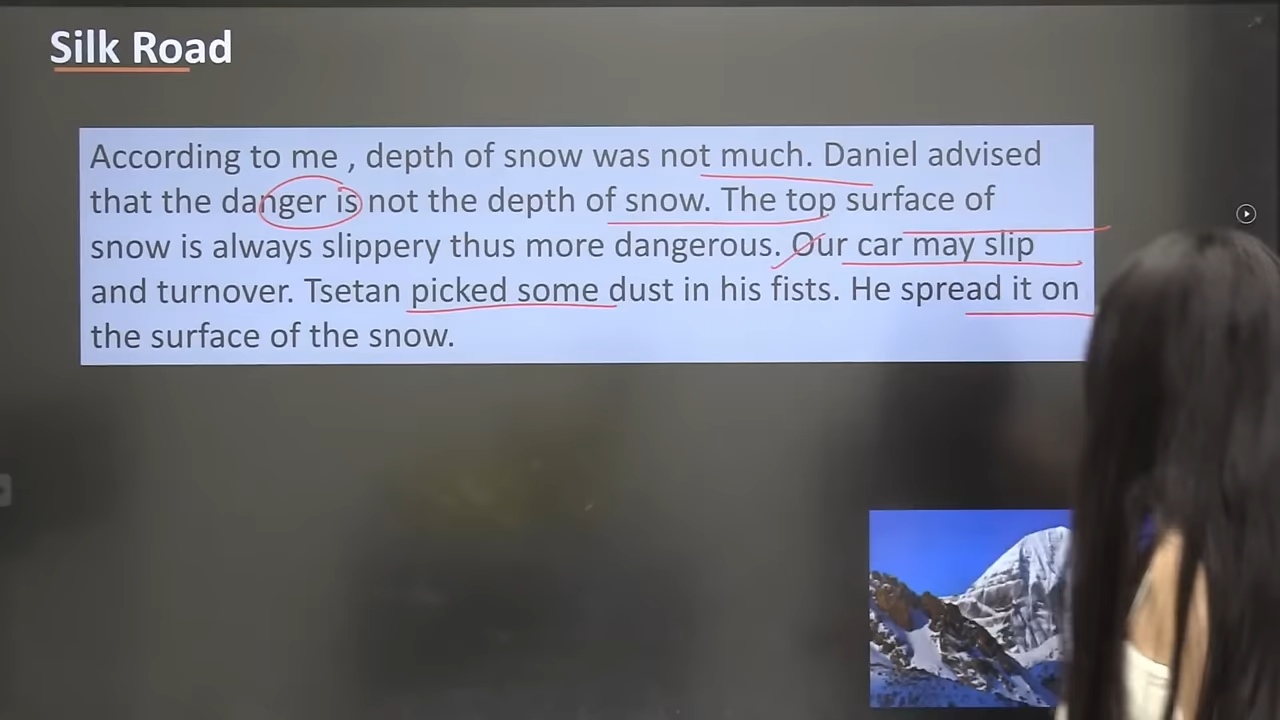 Silk Road
According to me , depth of snow was not much. Daniel advised
that the danger is not the depth of snow. The top surface of
snow is always slippery thus more dangerous. Our car may slip
and turnover. Tsetan picked some dust in his fists. He spread it on
the surface of the snow.